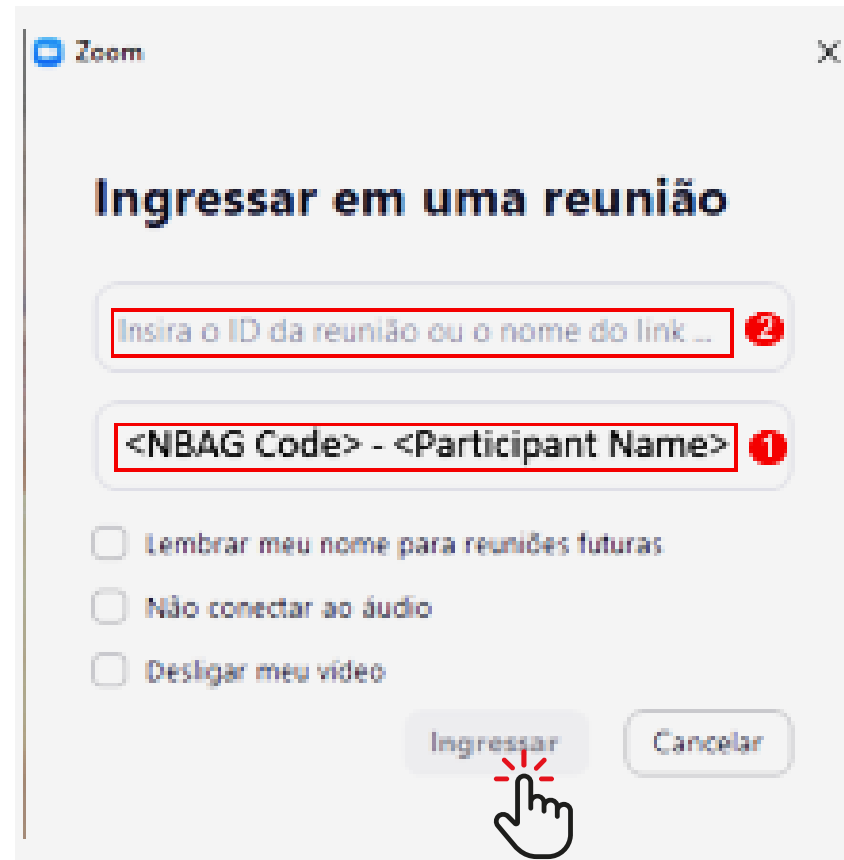 Zoom
Ingressar em uma reunião
Insira o ID da reunião ou o nome do link ... 2
<NBAG Code> - <Participant Name> 1
Lembrar meu nome para reuniões futuras
Não conectar ao áudio
Desligar meu vídeo
Ingressar Cancelar